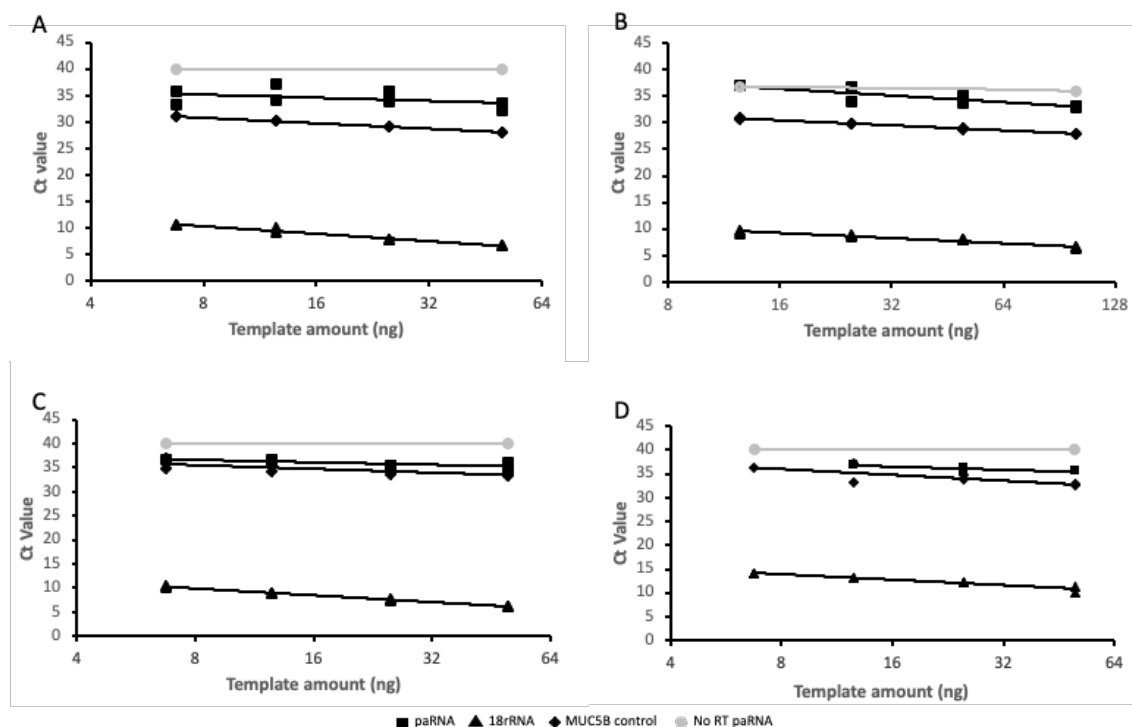 A
45
40
35
30
25
20
15
10
5
0
Ct value
4 8 16 32 64
Template amount (ng)
B
45
40
35
30
25
20
15
10
5
0
Ct value
8 16 32 64 128
Template amount (ng)
C
45
40
35
30
25
20
15
10
5
0
Ct Value
4 8 16 32 64
Template amount (ng)
D
45
40
35
30
25
20
15
10
5
0
Ct Value
4 8 16 32 64
Template amount (ng)
paRNA 18rRNA MUC5B control No RT paRNA